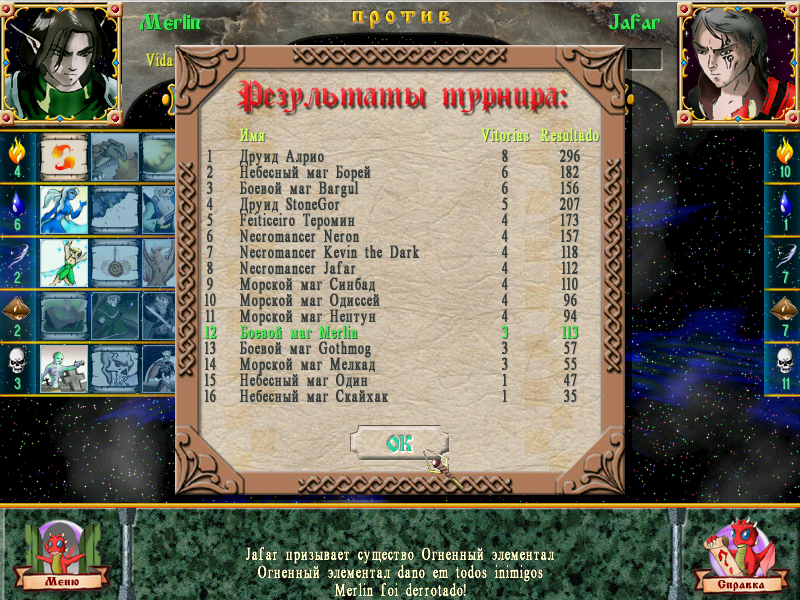 Merlin
против
Jafar
Vida
Результаты турнира:
Имя Vitorias Resultado
1 Друид Алрио 8 296
2 Небесный маг Борей 6 182
3 Боевой маг Bargul 6 156
4 Друид StoneGor 5 207
5 Feiticeiro Теромин 4 173
6 Necromancer Neron 4 157
7 Necromancer Kevin the Dark 4 118
8 Necromancer Jafar 4 112
9 Морской маг Синбад 4 110
10 Морской маг Одиссей 4 96
11 Морской маг Нептун 4 94
12 Боевой маг Merlin 3 113
13 Боевой маг Gothmog 3 57
14 Морской маг Мелкад 3 55
15 Небесный маг Один 1 47
16 Небесный маг Скайхак 1 35
OK
4
6
2
2
3
10
1
7
7
11
Jafar призывает существо Огненный элементал
Огненный элементал dano em todos inimigos
Merlin foi derrotado!
Меню
Справка